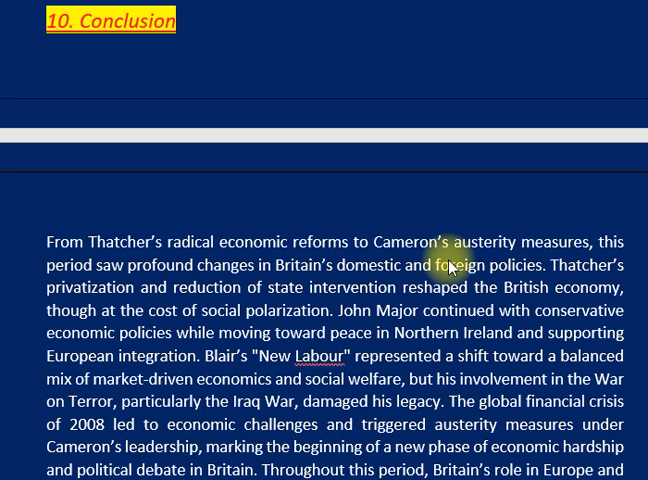 10. Conclusion
From Thatcher’s radical economic reforms to Cameron’s austerity measures, this
period saw profound changes in Britain’s domestic and foreign policies. Thatcher’s
privatization and reduction of state intervention reshaped the British economy,
though at the cost of social polarization. John Major continued with conservative
economic policies while moving toward peace in Northern Ireland and supporting
European integration. Blair’s "New Labour" represented a shift toward a balanced
mix of market-driven economics and social welfare, but his involvement in the War
on Terror, particularly the Iraq War, damaged his legacy. The global financial crisis
of 2008 led to economic challenges and triggered austerity measures under
Cameron’s leadership, marking the beginning of a new phase of economic hardship
and political debate in Britain. Throughout this period, Britain’s role in Europe and